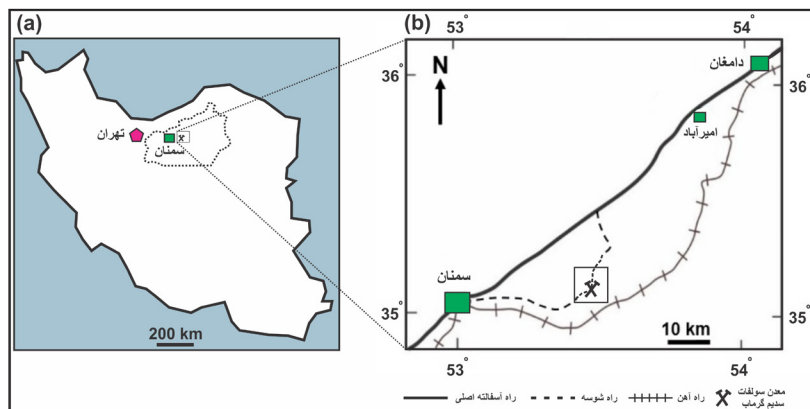 (a)
تهران
سمنان
200 km
(b)
53°
54°
36°
36°
N
دامغان
امیرآباد
سمنان
35°
35°
10 km
53°
54°
راه آسفالته اصلی
راه شوسه
راه آهن
معدن سولفات
سدیم گرماب